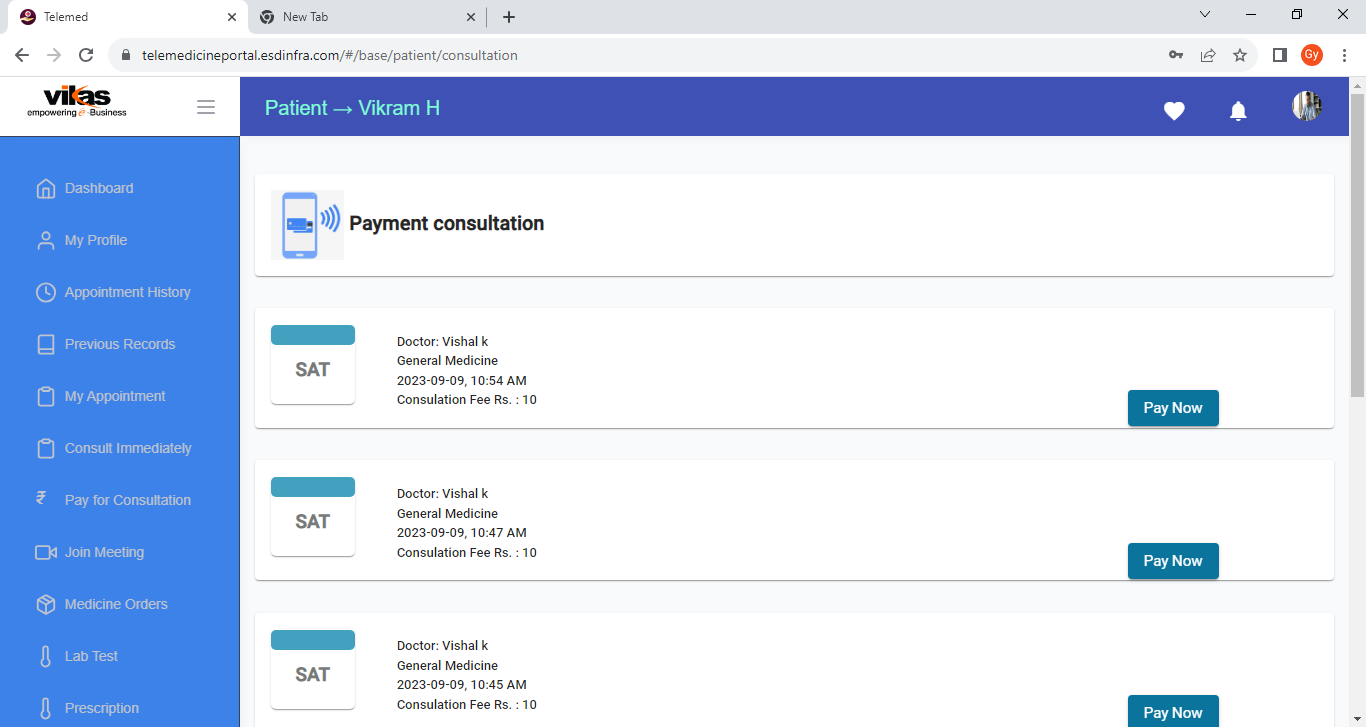 Telemed
New Tab
telemedicineportal.esdinfra.com/#/base/patient/consultation
Gy
vikas
empowering e-Business
Patient → Vikram H
Dashboard
My Profile
Appointment History
Previous Records
My Appointment
Consult Immediately
₹ Pay for Consultation
Join Meeting
Medicine Orders
Lab Test
Prescription
Payment consultation
SAT
Doctor: Vishal k
General Medicine
2023-09-09, 10:54 AM
Consulation Fee Rs. : 10
Pay Now
SAT
Doctor: Vishal k
General Medicine
2023-09-09, 10:47 AM
Consulation Fee Rs. : 10
Pay Now
SAT
Doctor: Vishal k
General Medicine
2023-09-09, 10:45 AM
Consulation Fee Rs. : 10
Pay Now